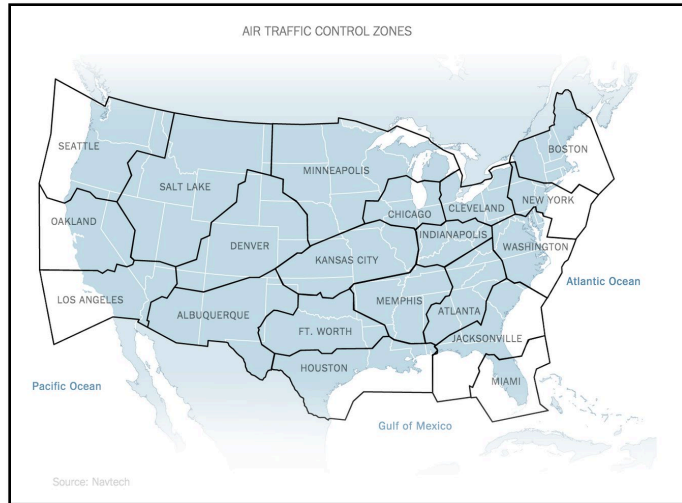 AIR TRAFFIC CONTROL ZONES
SEATTLE
BOSTON
MINNEAPOLIS
SALT LAKE
NEW YORK
CLEVELAND
CHICAGO
OAKLAND
INDIANAPOLIS
DENVER
WASHINGTON
KANSAS CITY
Atlantic Ocean
LOS ANGELES
MEMPHIS
ALBUQUERQUE
ATLANTA
FT. WORTH
JACKSONVILLE
HOUSTON
MIAMI
Pacific Ocean
Gulf of Mexico
Source: Navtech